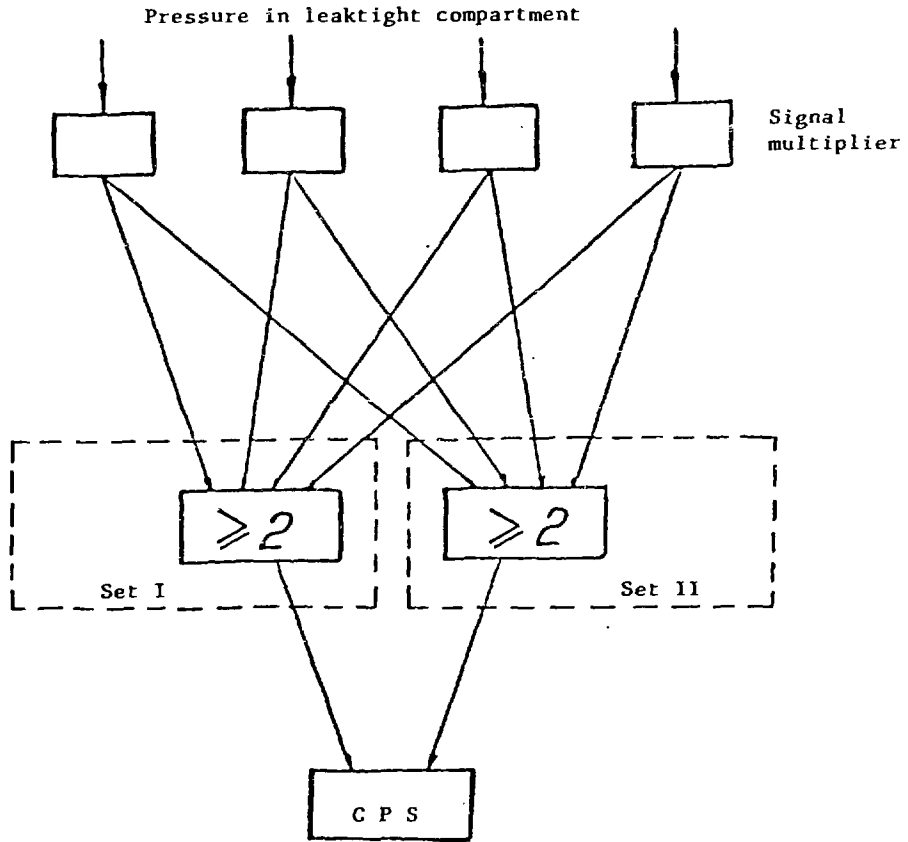 Pressure in leaktight compartment
Signal
multiplier
⩾2
⩾2
Set I
Set II
C P S